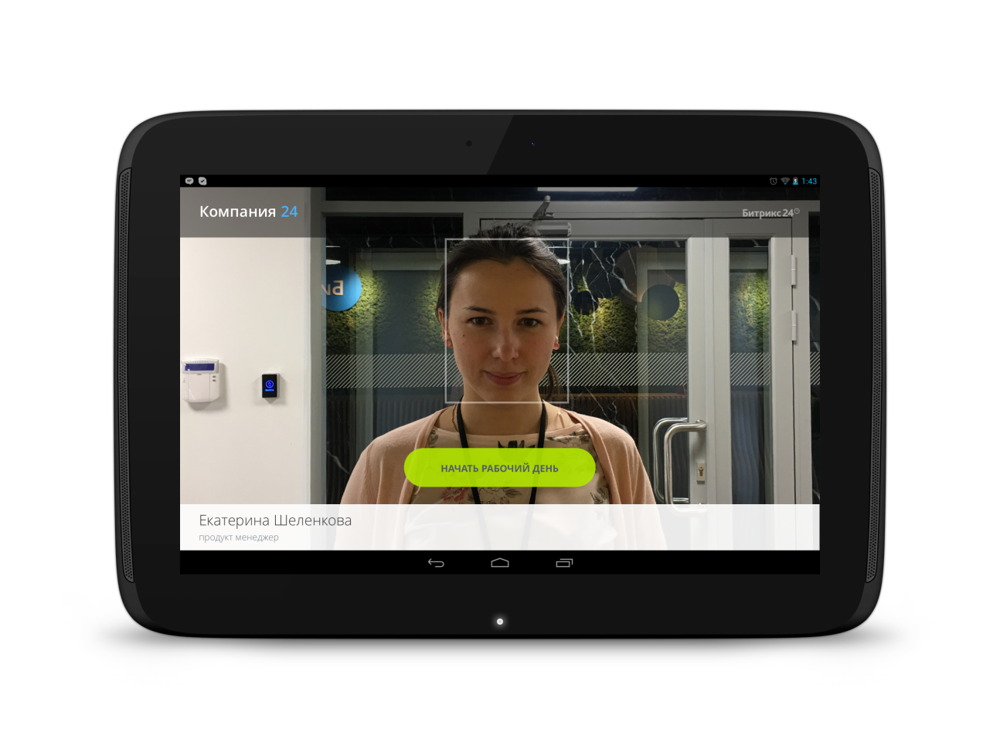 1:43
Компания 24
Битрикс24
НАЧАТЬ РАБОЧИЙ ДЕНЬ
Екатерина Шеленкова
продукт менеджер